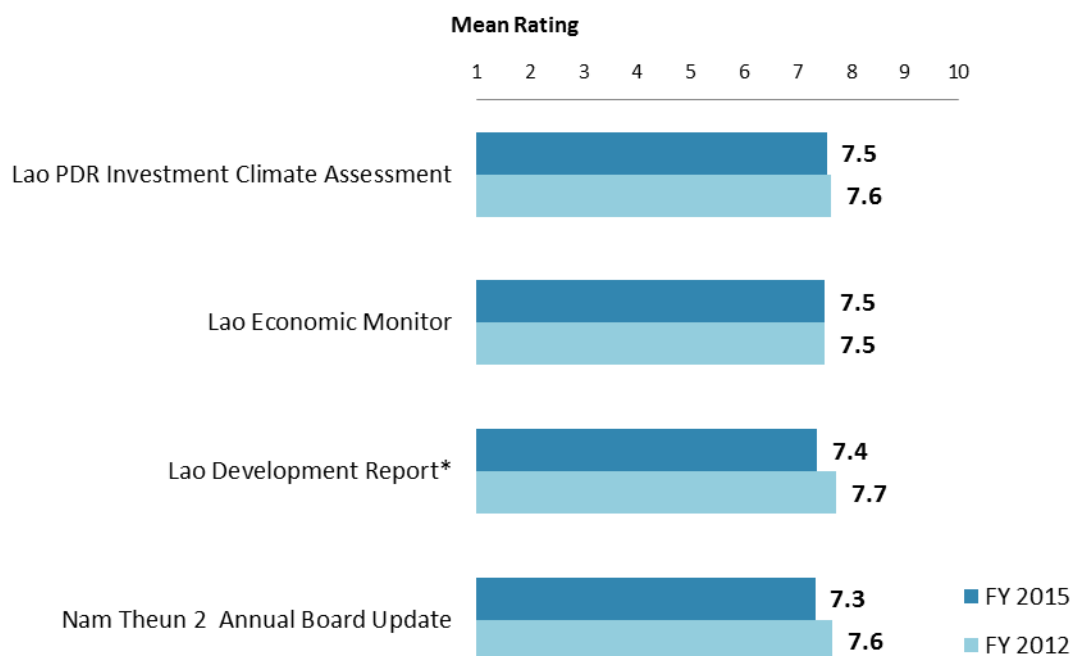 Mean Rating
1 2 3 4 5 6 7 8 9 10
Lao PDR Investment Climate Assessment
7.5
7.6
Lao Economic Monitor
7.5
7.5
Lao Development Report*
7.4
7.7
Nam Theun 2 Annual Board Update
7.3
7.6
FY 2015
FY 2012